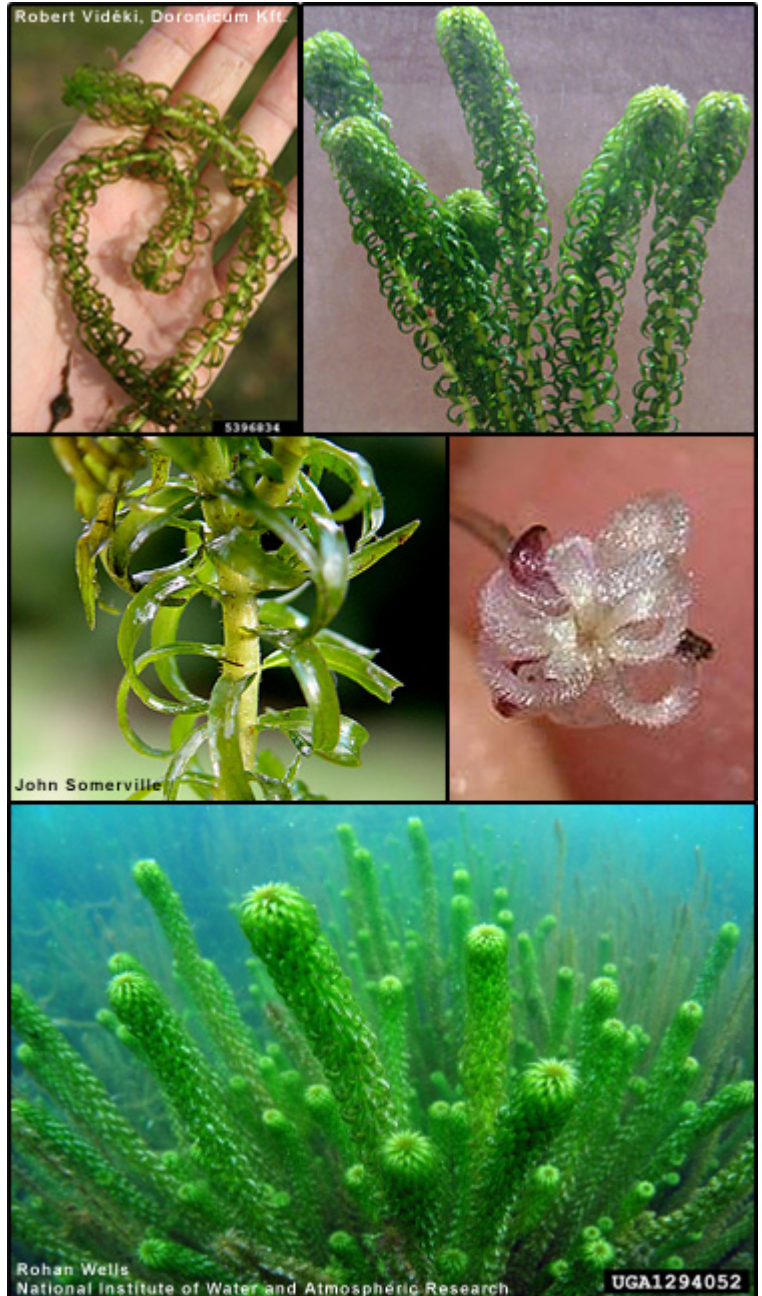 Robert Vidéki, Doronicum Kft.
5396834
John Somerville
Rohan Wells
National Institute of Water and Atmospheric Research
UGA1294052